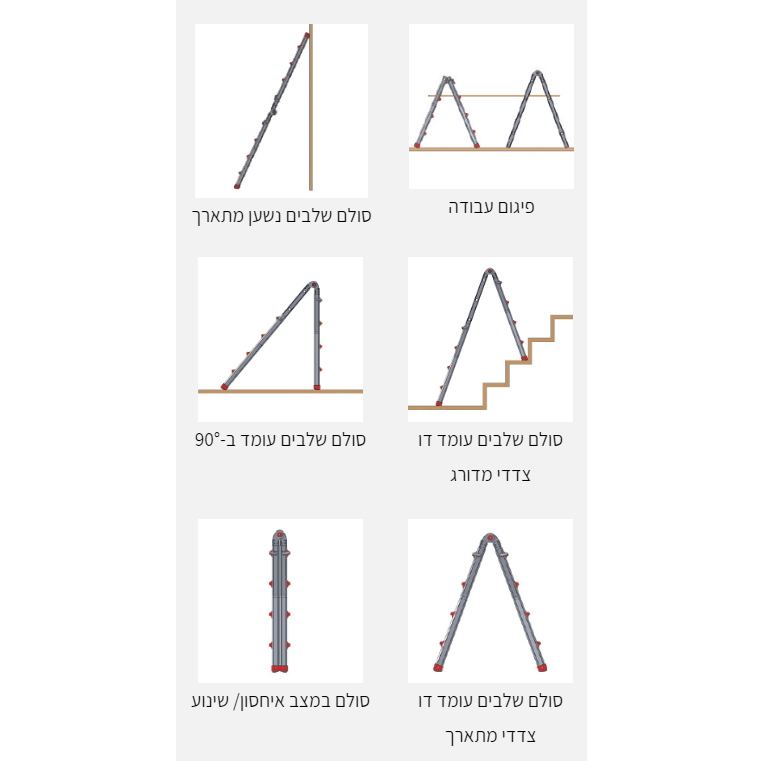 פיגום עבודה
סולם שלבים נשען מתארך
סולם שלבים עומד דו
צדדי מדורג
סולם שלבים עומד ב-90°
סולם שלבים עומד דו
צדדי מתארך
סולם במצב איחסון/ שינוע